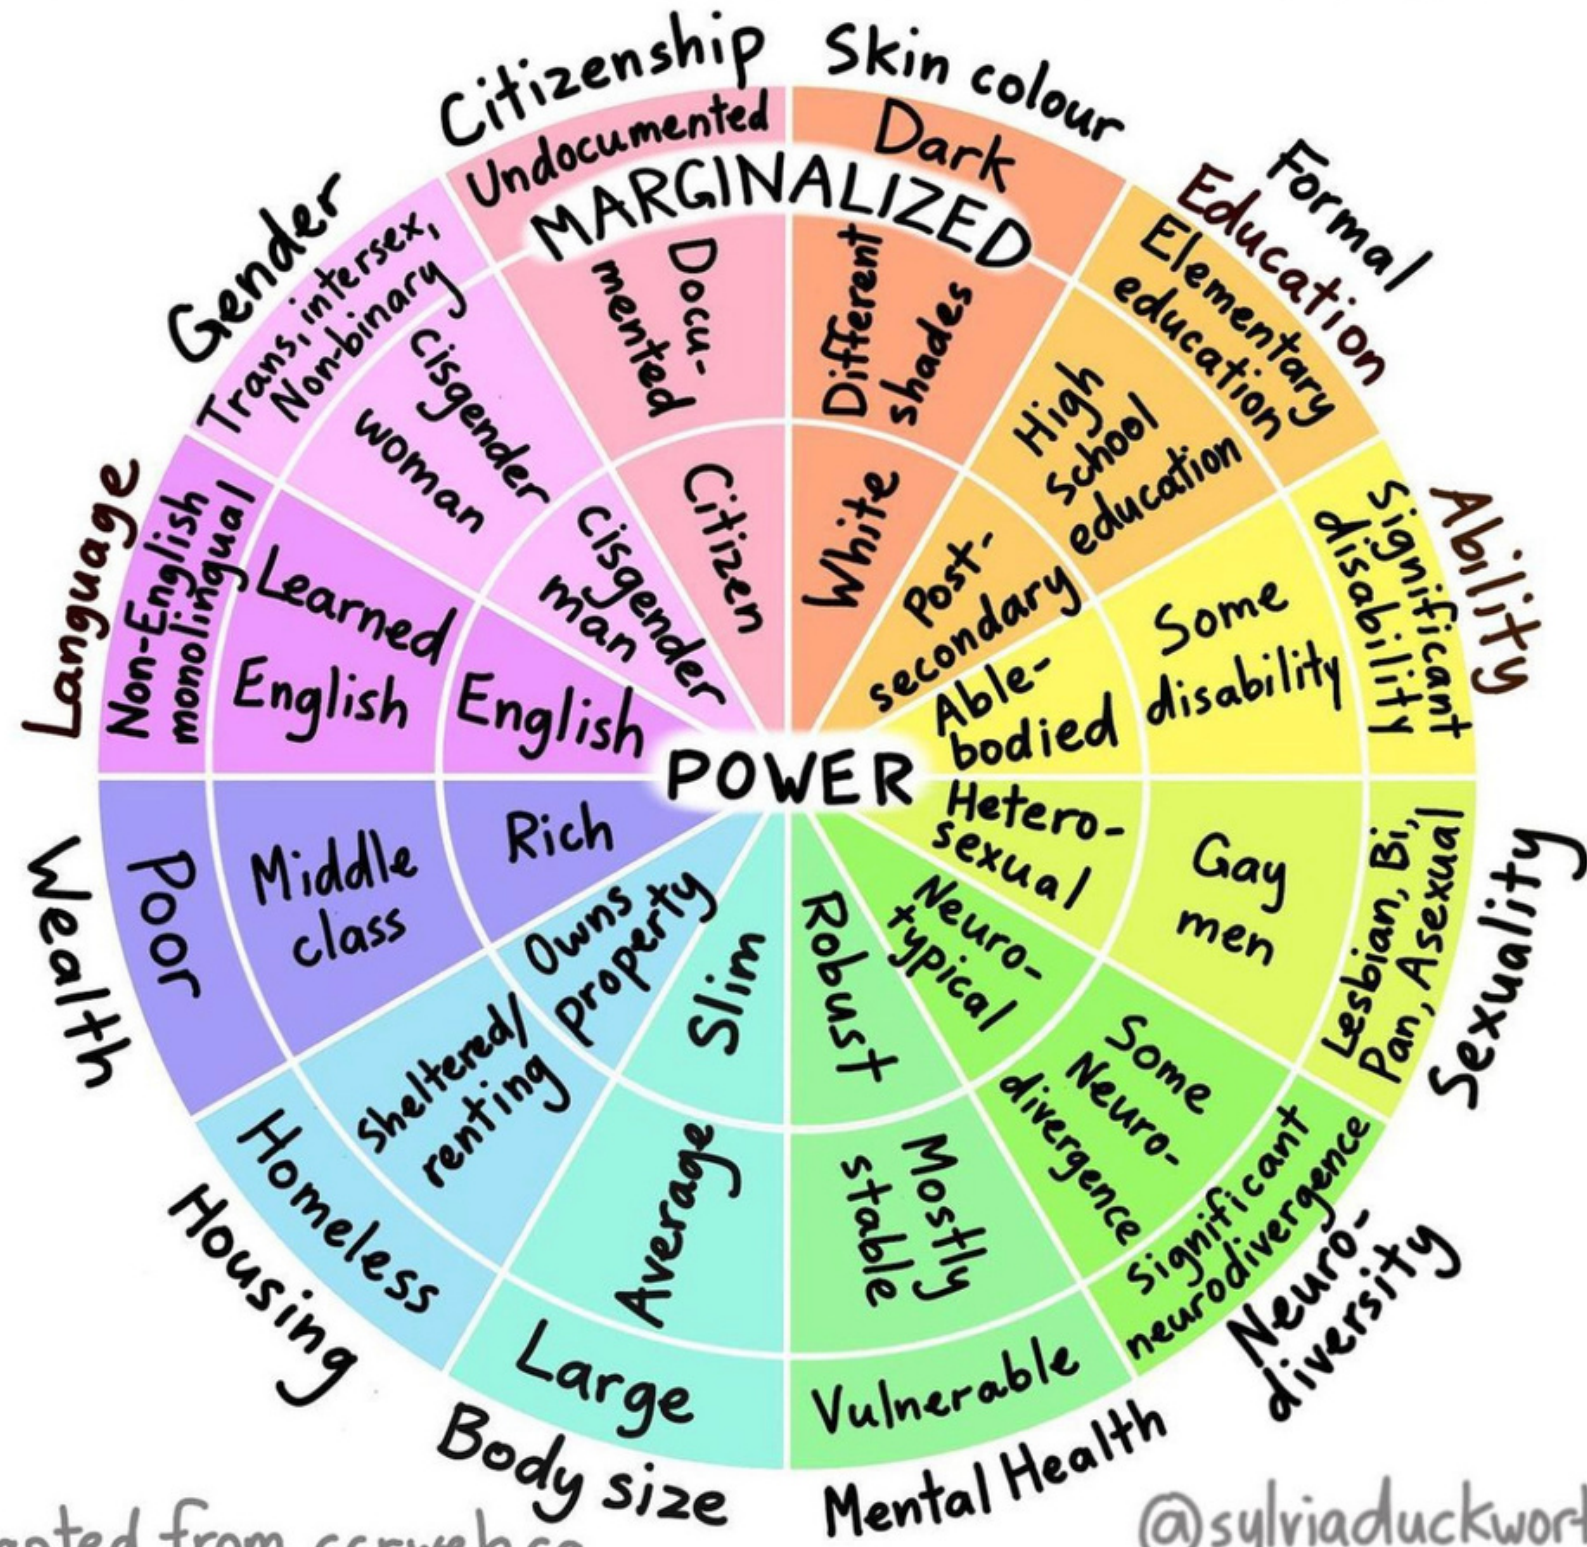 Citizenship
Undocumented
Docu-
mented
Citizen
Skin colour
Dark
Different
shades
White
Formal
Education
Elementary
education
High
school
education
Post-
secondary
Ability
Significant
disability
Some
disability
Able-
bodied
Sexuality
Lesbian, Bi,
Pan, Asexual
Gay
men
Hetero-
sexual
Neuro-
diversity
Significant
neurodivergence
Some
Neuro-
divergence
Neuro-
typical
Mental Health
Vulnerable
Mostly
stable
Robust
Body size
Large
Average
Slim
Housing
Homeless
Sheltered/
renting
Owns
property
Wealth
Poor
Middle
class
Rich
Language
Non-English
monolingual
Learned
English
English
Gender
Trans, intersex,
Non-binary
cisgender
woman
cisgender
man
MARGINALIZED
POWER
from
@sylviaduckwort